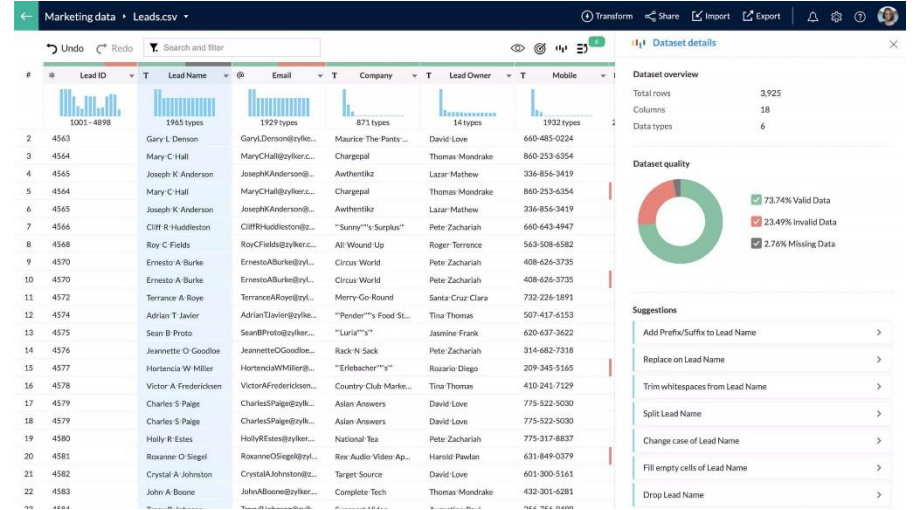 Marketing data › Leads.csv
Transform Share Import Export
Undo Redo Search and filter 6 Dataset details
# Lead ID T Lead Name @ Email T Company T Lead Owner T Mobile
1001 - 4898 1965 types 1929 types 871 types 14 types 1932 types
2 4563 Gary·L·Denson GaryLDenson@zylke... Maurice·The·Pants·... David·Love 660-485-0224
3 4564 Mary·C·Hall MaryCHall@zylker.c... Chargepal Thomas·Mondrake 860-253-6354
4 4565 Joseph·K·Anderson JosephKAnderson@... Awthentikz Lazar·Mathew 336-856-3419
5 4564 Mary·C·Hall MaryCHall@zylker.c... Chargepal Thomas·Mondrake 860-253-6354
6 4565 Joseph·K·Anderson JosephKAnderson@... Awthentikz Lazar·Mathew 336-856-3419
7 4566 Cliff·R·Huddleston CliffRHuddleston@z... "'Sunny""'s·Surplus" Pete·Zachariah 660-643-4947
8 4568 Roy·C·Fields RoyCFields@zylker.c... All·Wound·Up Roger·Terrence 563-508-6582
9 4570 Ernesto·A·Burke ErnestoABurke@zyl... Circus·World Pete·Zachariah 408-626-3735
10 4570 Ernesto·A·Burke ErnestoABurke@zyl... Circus·World Pete·Zachariah 408-626-3735
11 4572 Terrance·A·Roye TerranceARoye@zyl... Merry-Go-Round Santa·Cruz·Clara 732-226-1891
12 4574 Adrian·T·Javier AdrianTJavier@zylke... "'Pender""'s·Food·St... Tina·Thomas 507-417-6153
13 4575 Sean·B·Proto SeanBProto@zylker.... "'Luria""'s" Jasmine·Frank 620-637-3622
14 4576 Jeannette·O·Goodloe JeannetteOGoodloe... Rack·N·Sack Pete·Zachariah 314-682-7318
15 4577 Hortencia·W·Miller HortenciaWMiller@... "'Erlebacher""'s" Rozario·Diego 209-345-5165
16 4578 Victor·A·Fredericksen VictorAFredericksen... Country·Club·Marke... Tina·Thomas 410-241-7129
17 4579 Charles·S·Paige CharlesSPaige@zylk... Asian·Answers David·Love 775-522-5030
18 4579 Charles·S·Paige CharlesSPaige@zylk... Asian·Answers David·Love 775-522-5030
19 4580 Holly·R·Estes HollyREstes@zylker.... National·Tea Pete·Zachariah 775-317-8837
20 4581 Roxanne·O·Siegel RoxanneOSiegel@zyl... Rex·Audio·Video·Ap... Harold·Pawlan 631-849-0379
21 4582 Crystal·A·Johnston CrystalAJohnston@z... Target·Source David·Love 601-300-5161
22 4583 John·A·Boone JohnABoone@zylker.... Complete·Tech Thomas·Mondrake 432-301-6281
Dataset overview
Total rows 3,925
Columns 18
Data types 6
Dataset quality
73.74% Valid Data
23.49% Invalid Data
2.76% Missing Data
Suggestions
Add Prefix/Suffix to Lead Name
Replace on Lead Name
Trim whitespaces from Lead Name
Split Lead Name
Change case of Lead Name
Fill empty cells of Lead Name
Drop Lead Name